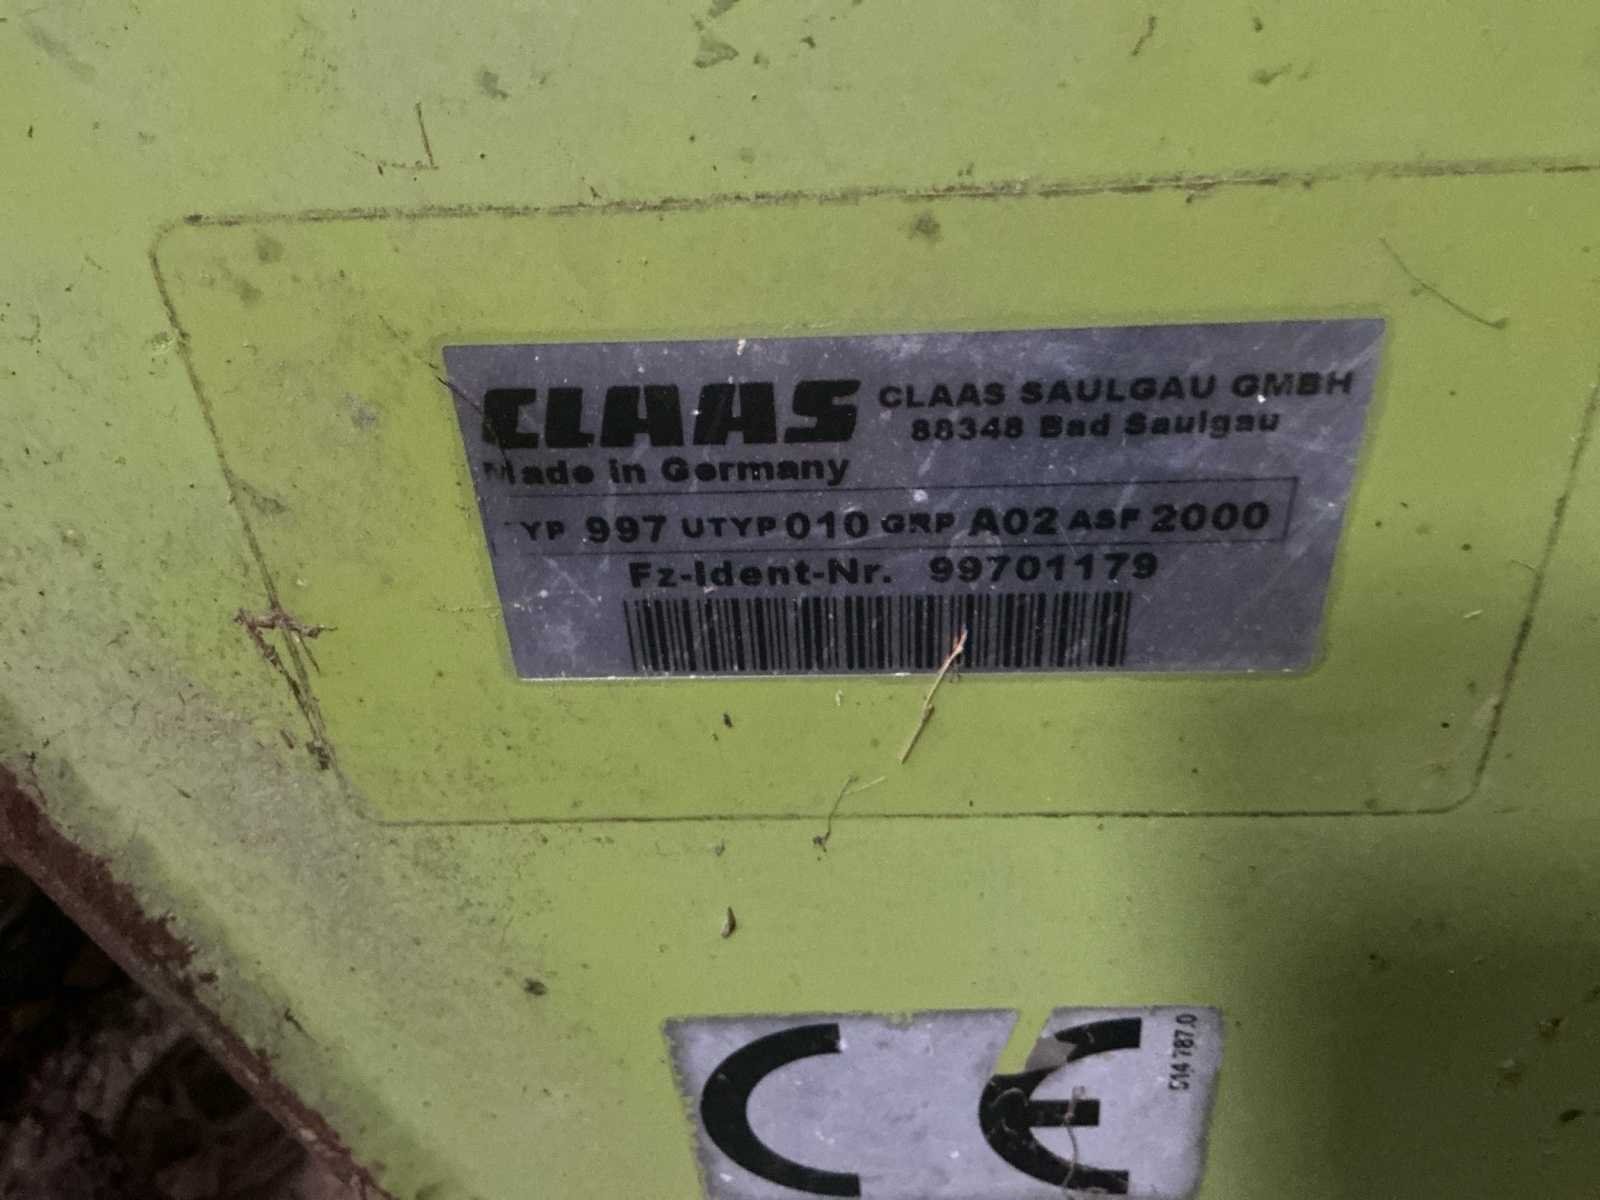 CLAAS CLAAS SAULGAU GMBH
88348 Bad Saulgau
Made in Germany
TYP 997 UTYP 010 GRP A02 ASF 2000
Fz-Ident-Nr. 99701179
CE
514 787.0